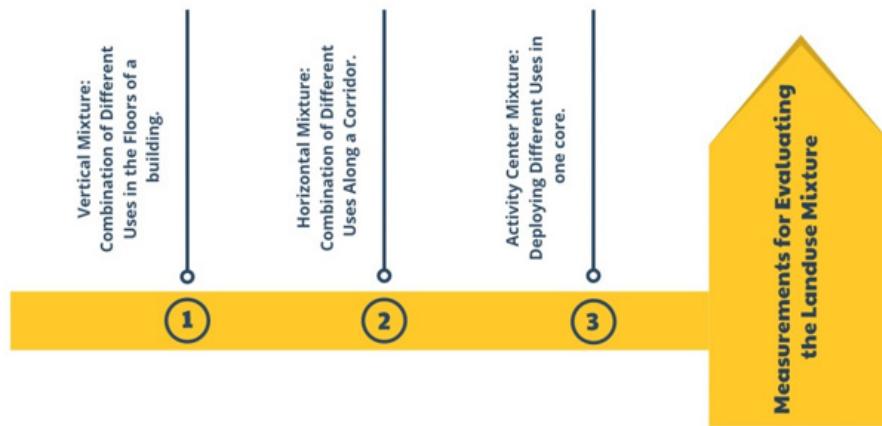 Vertical Mixture:
Combination of Different
Uses in the Floors of a
building.
1
Horizontal Mixture:
Combination of Different
Uses Along a Corridor.
2
Activity Center Mixture:
Deploying Different Uses in
one core.
3
Measurements for Evaluating
the Landuse Mixture